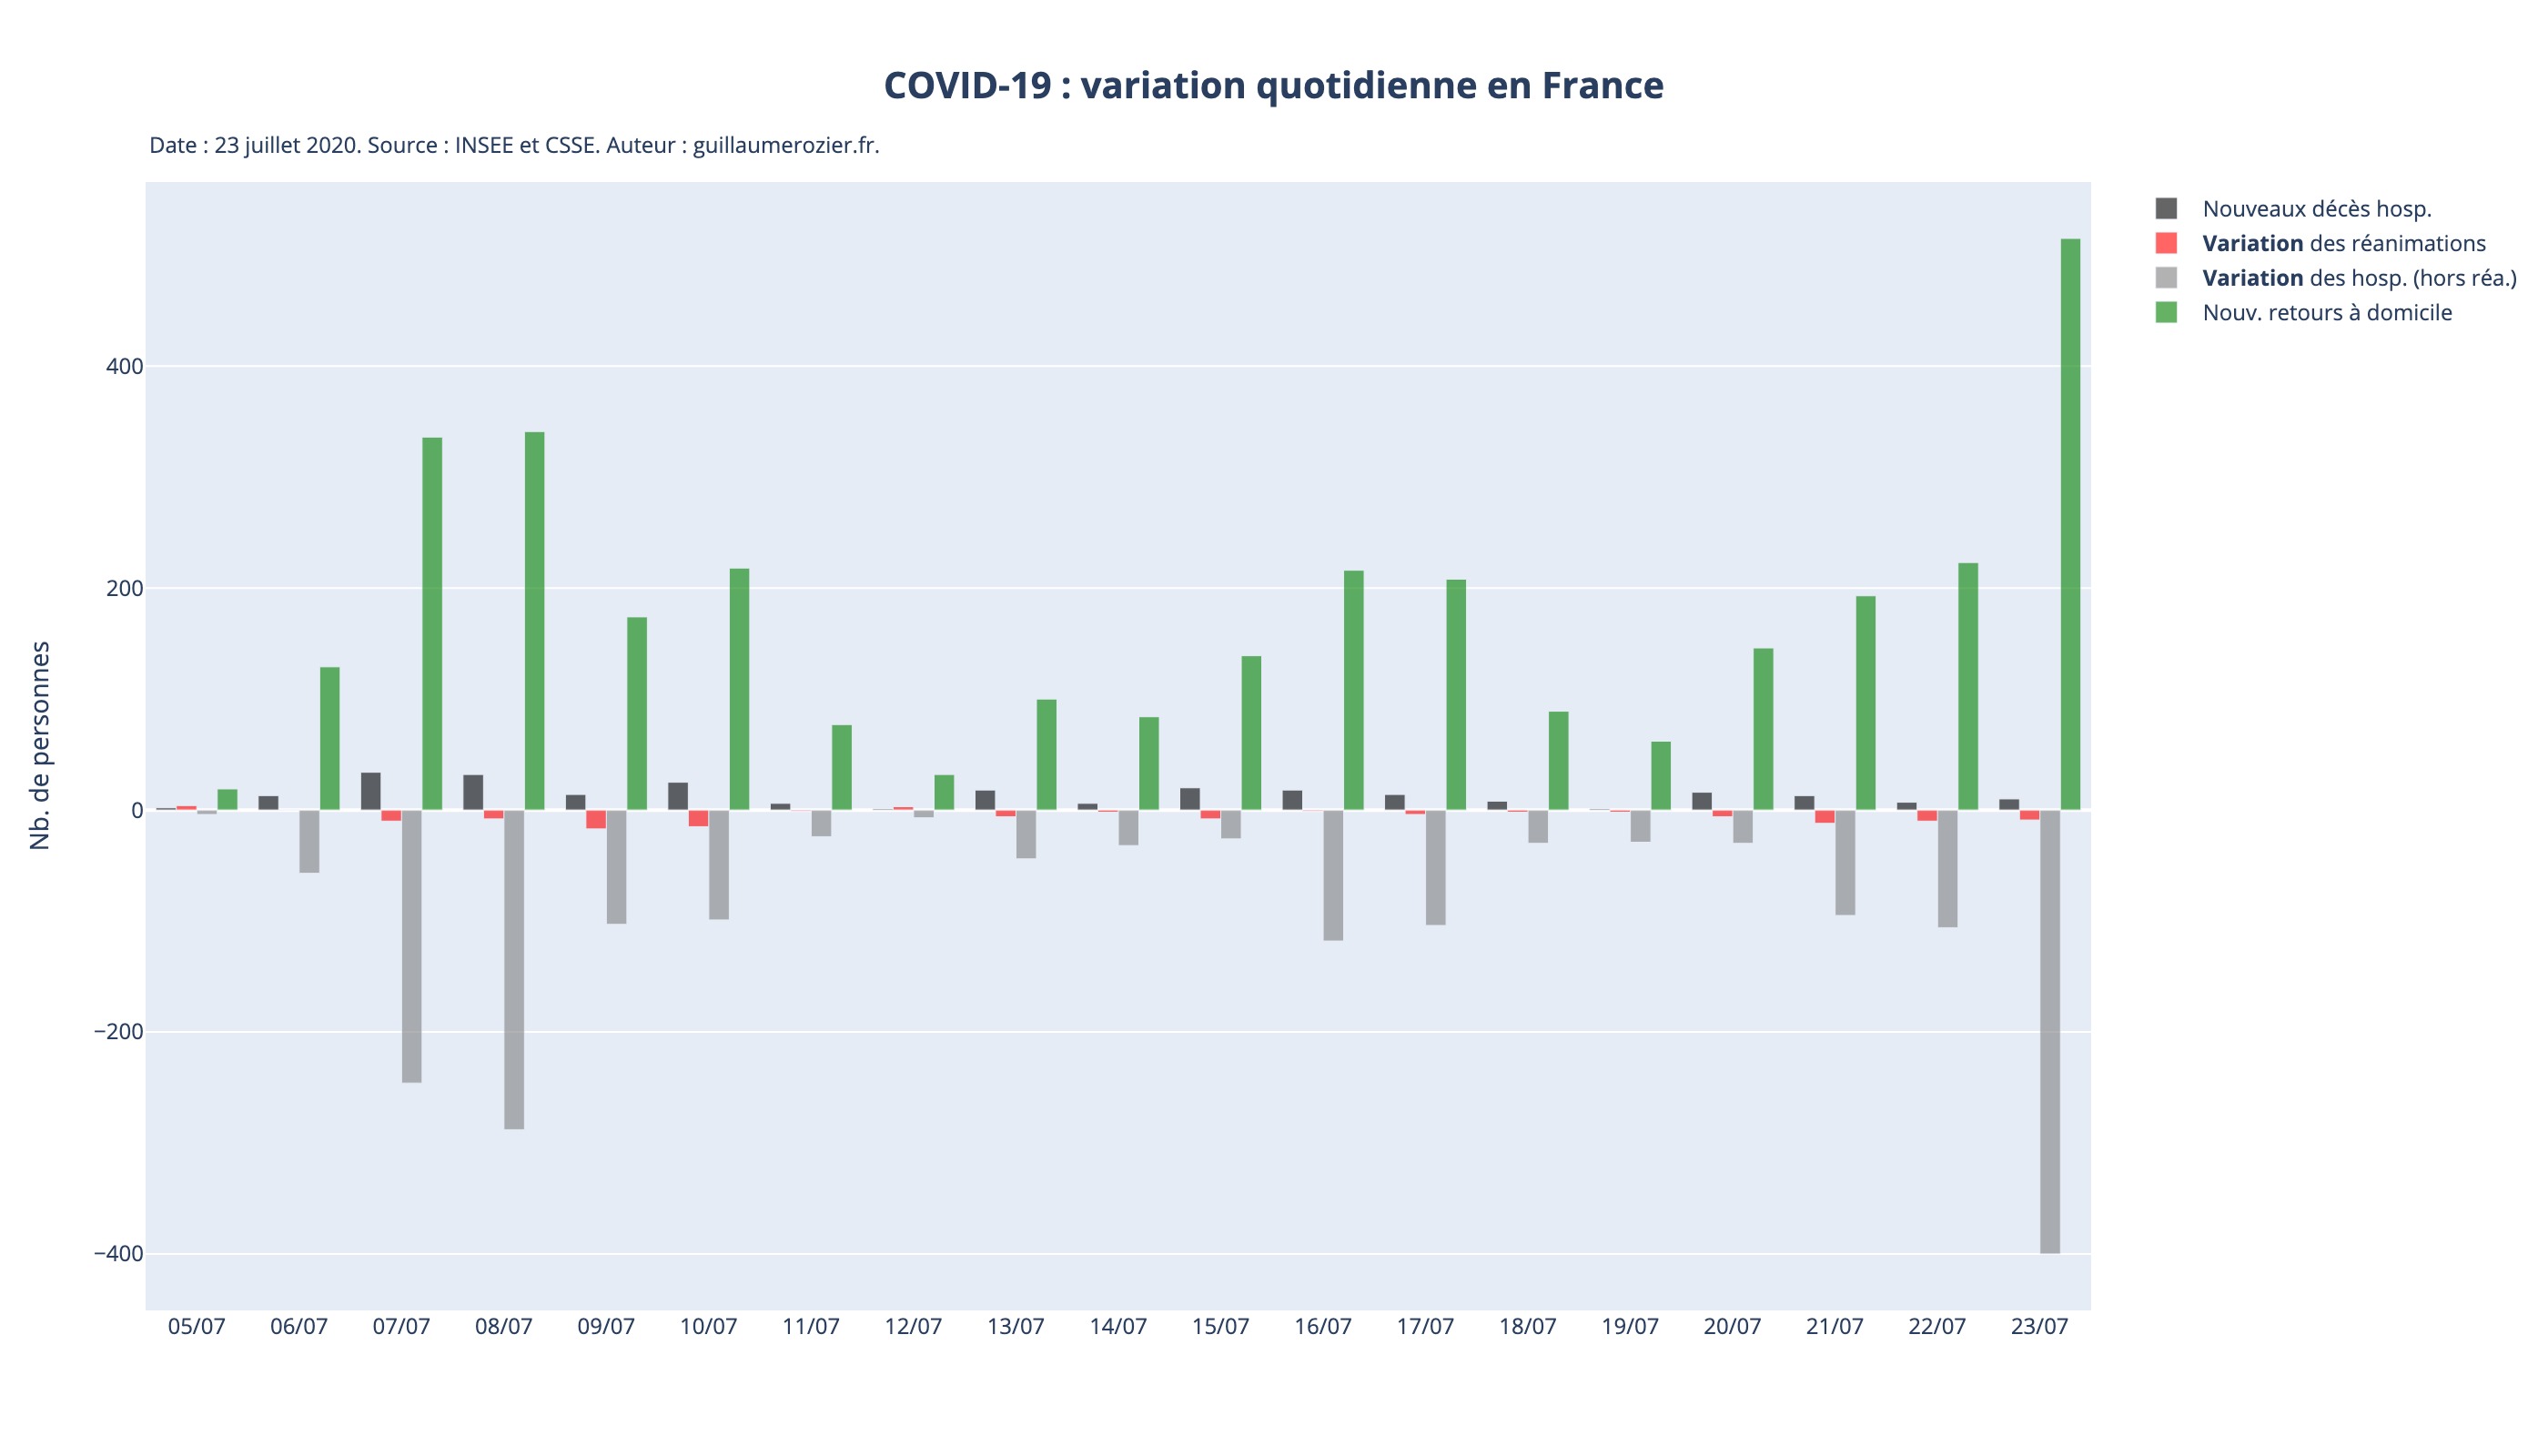 COVID-19 : variation quotidienne en France
Date : 23 juillet 2020. Source : INSEE et CSSE. Auteur : guillaumerozier.fr.
Nouveaux décès hosp.
Variation des réanimations
Variation des hosp. (hors réa.)
Nouv. retours à domicile
Nb. de personnes
400
200
0
−200
−400
05/07 06/07 07/07 08/07 09/07 10/07 11/07 12/07 13/07 14/07 15/07 16/07 17/07 18/07 19/07 20/07 21/07 22/07 23/07